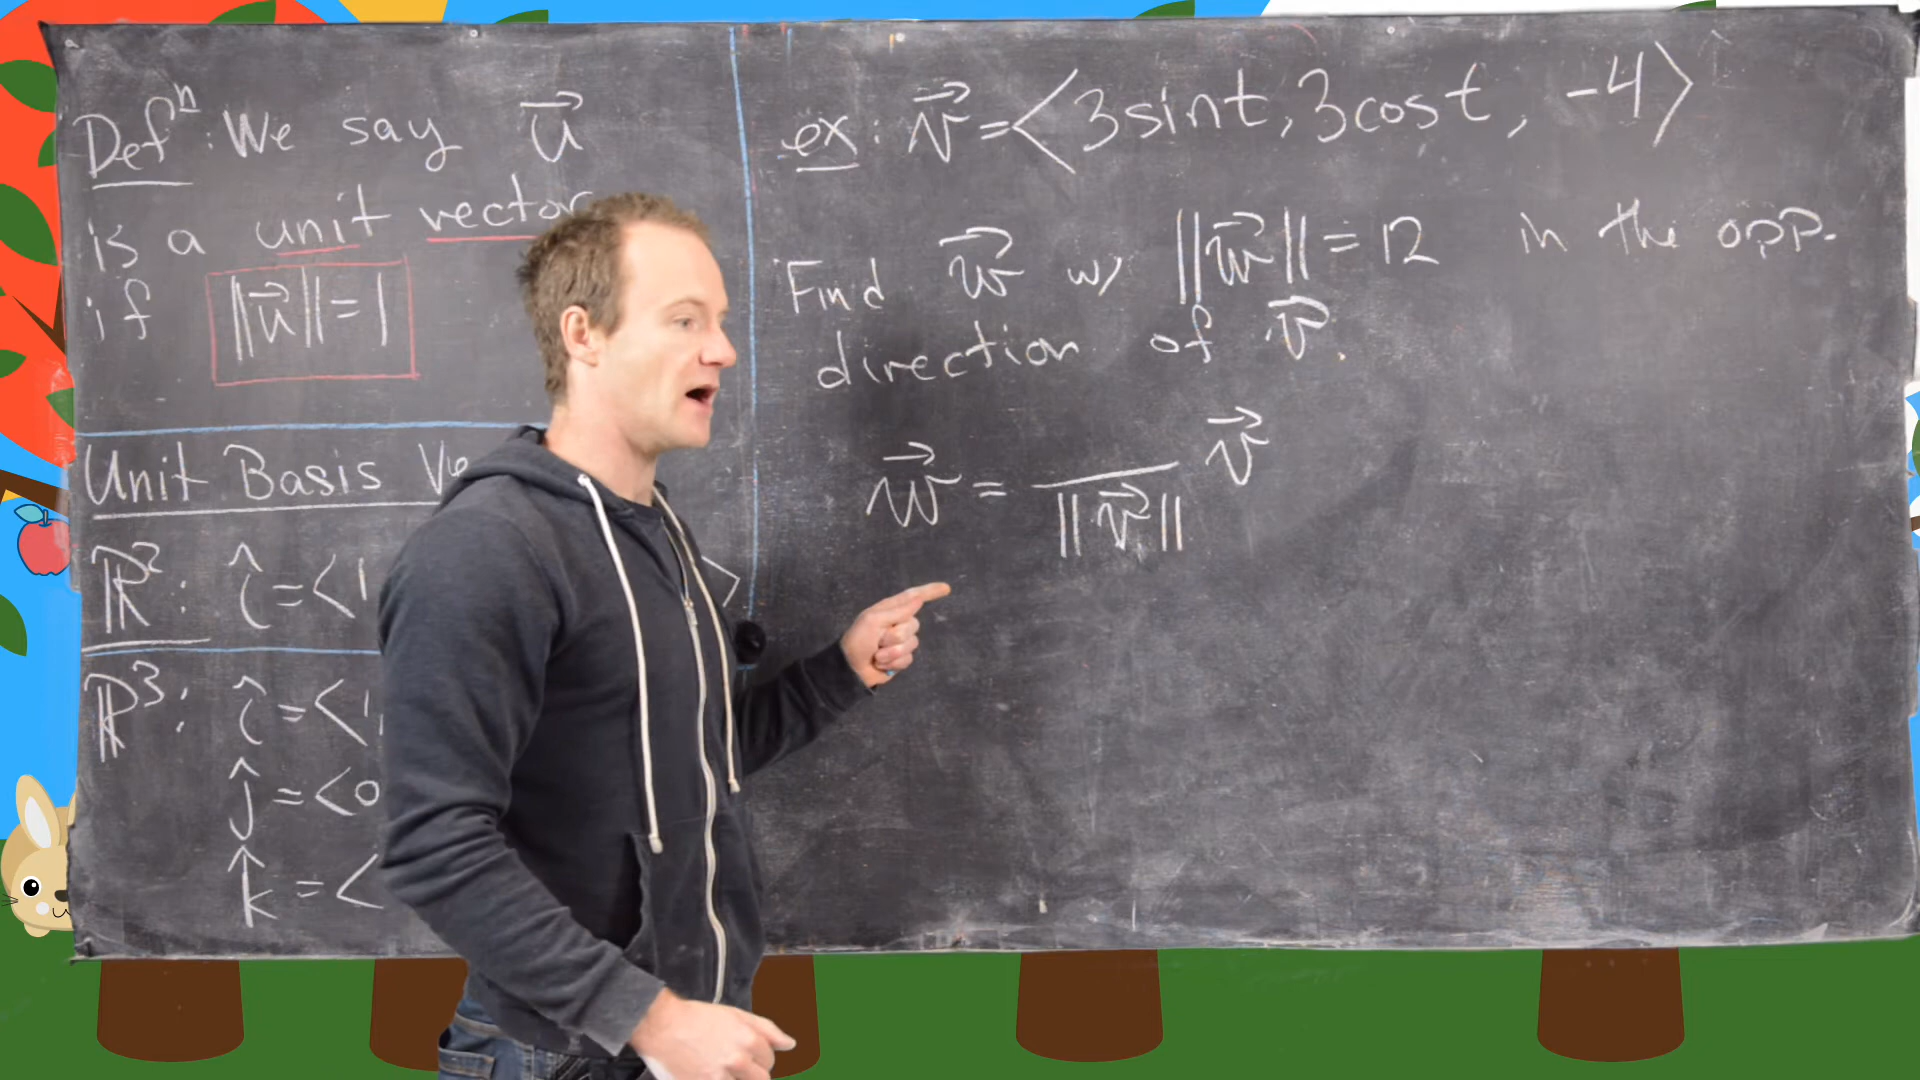 Defⁿ: We say u⃗
is a unit vector
if ||u⃗|| = 1
Unit Basis Ve
ℝ²: î = <1
ℝ³: î = <1,
ĵ = <0
k̂ = <
ex: v⃗ = <3sint, 3cost, -4>
Find w⃗ w/ ||w⃗|| = 12 in the opp.
direction of v⃗.
w⃗ = /||v⃗|| v⃗